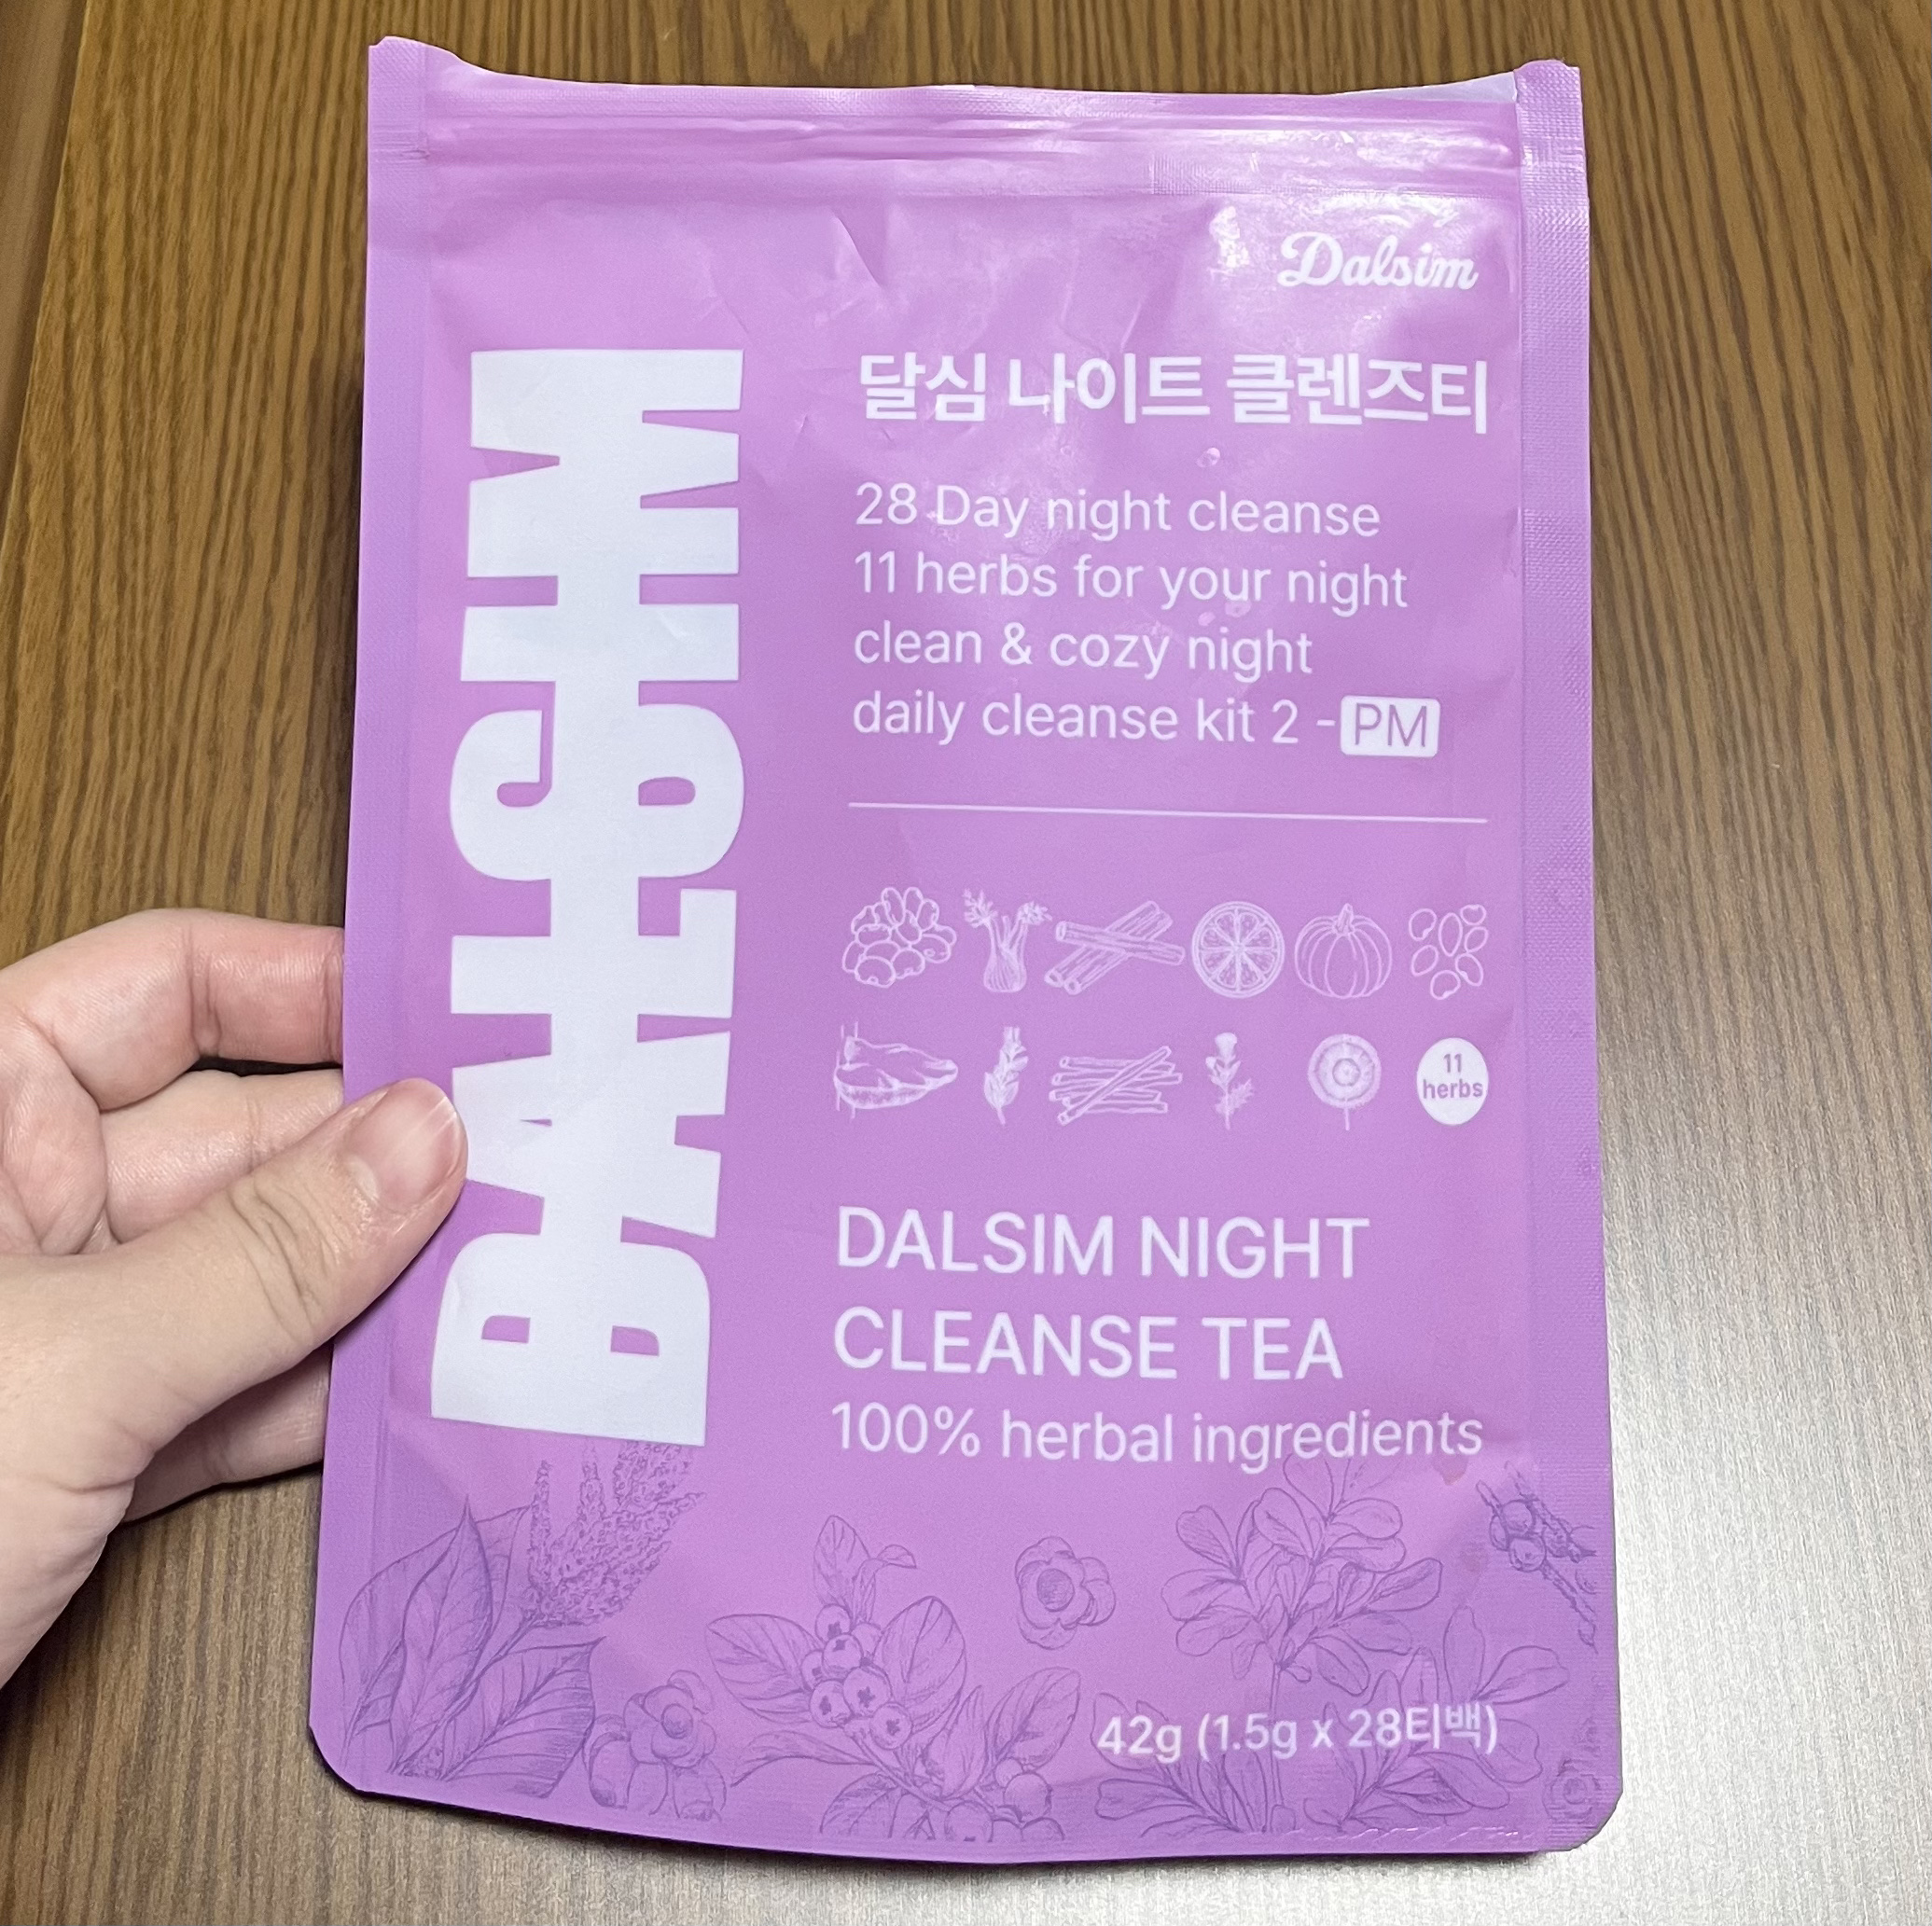 Dalsim
DALSIM
달심 나이트 클렌즈티
28 Day night cleanse
11 herbs for your night
clean & cozy night
daily cleanse kit 2 - PM
11
herbs
DALSIM NIGHT
CLEANSE TEA
100% herbal ingredients
42g (1.5g x 28티백)